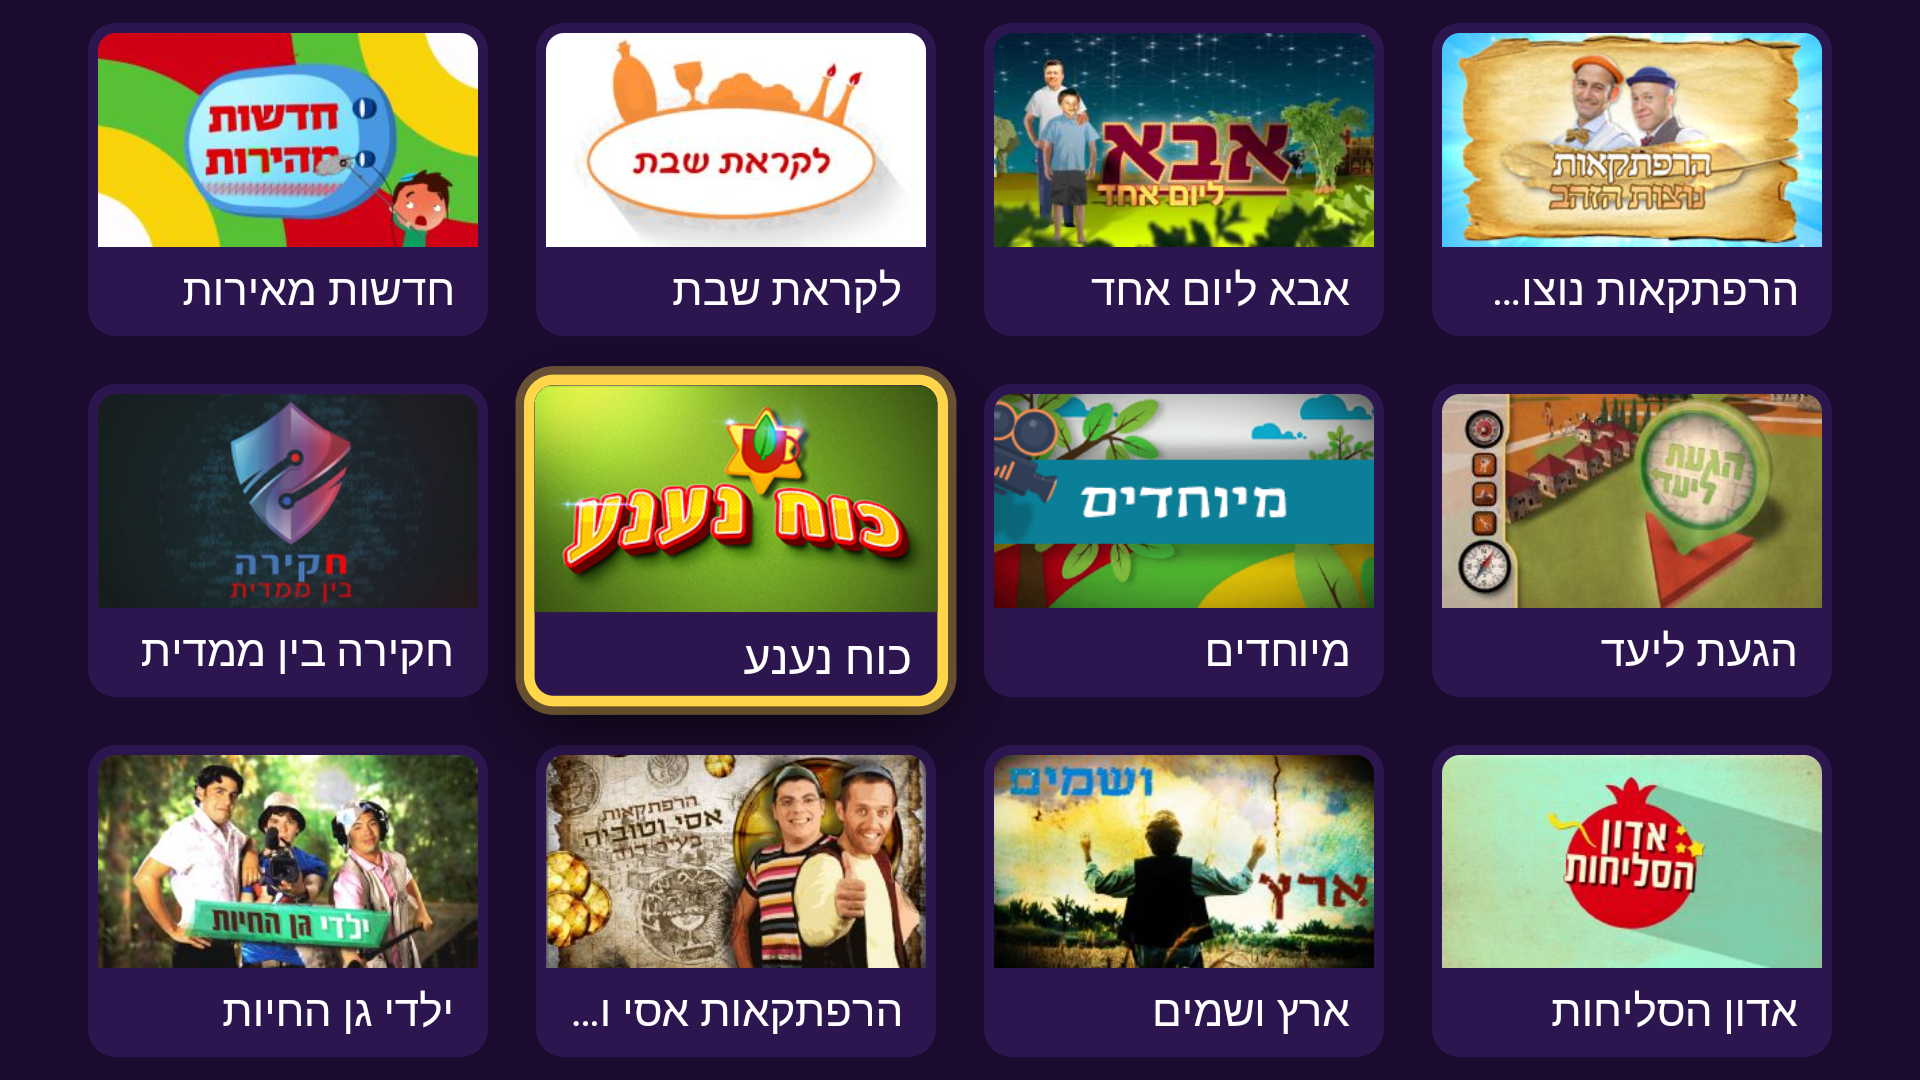 הרפתקאות
נוצות הזהב
הרפתקאות נוצו...
אבא
ליום אחד
אבא ליום אחד
לקראת שבת
לקראת שבת
חדשות
מהירות
חדשות מאירות
הגעת
ליעד
הגעת ליעד
מיוחדים
מיוחדים
כוח נענע
כוח נענע
חקירה
בין ממדית
חקירה בין ממדית
אדון
הסליחות
אדון הסליחות
ושמים
ארץ
ארץ ושמים
הרפתקאות
אסי וטוביה
הרפתקאות אסי ו...
ילדי גן החיות
ילדי גן החיות